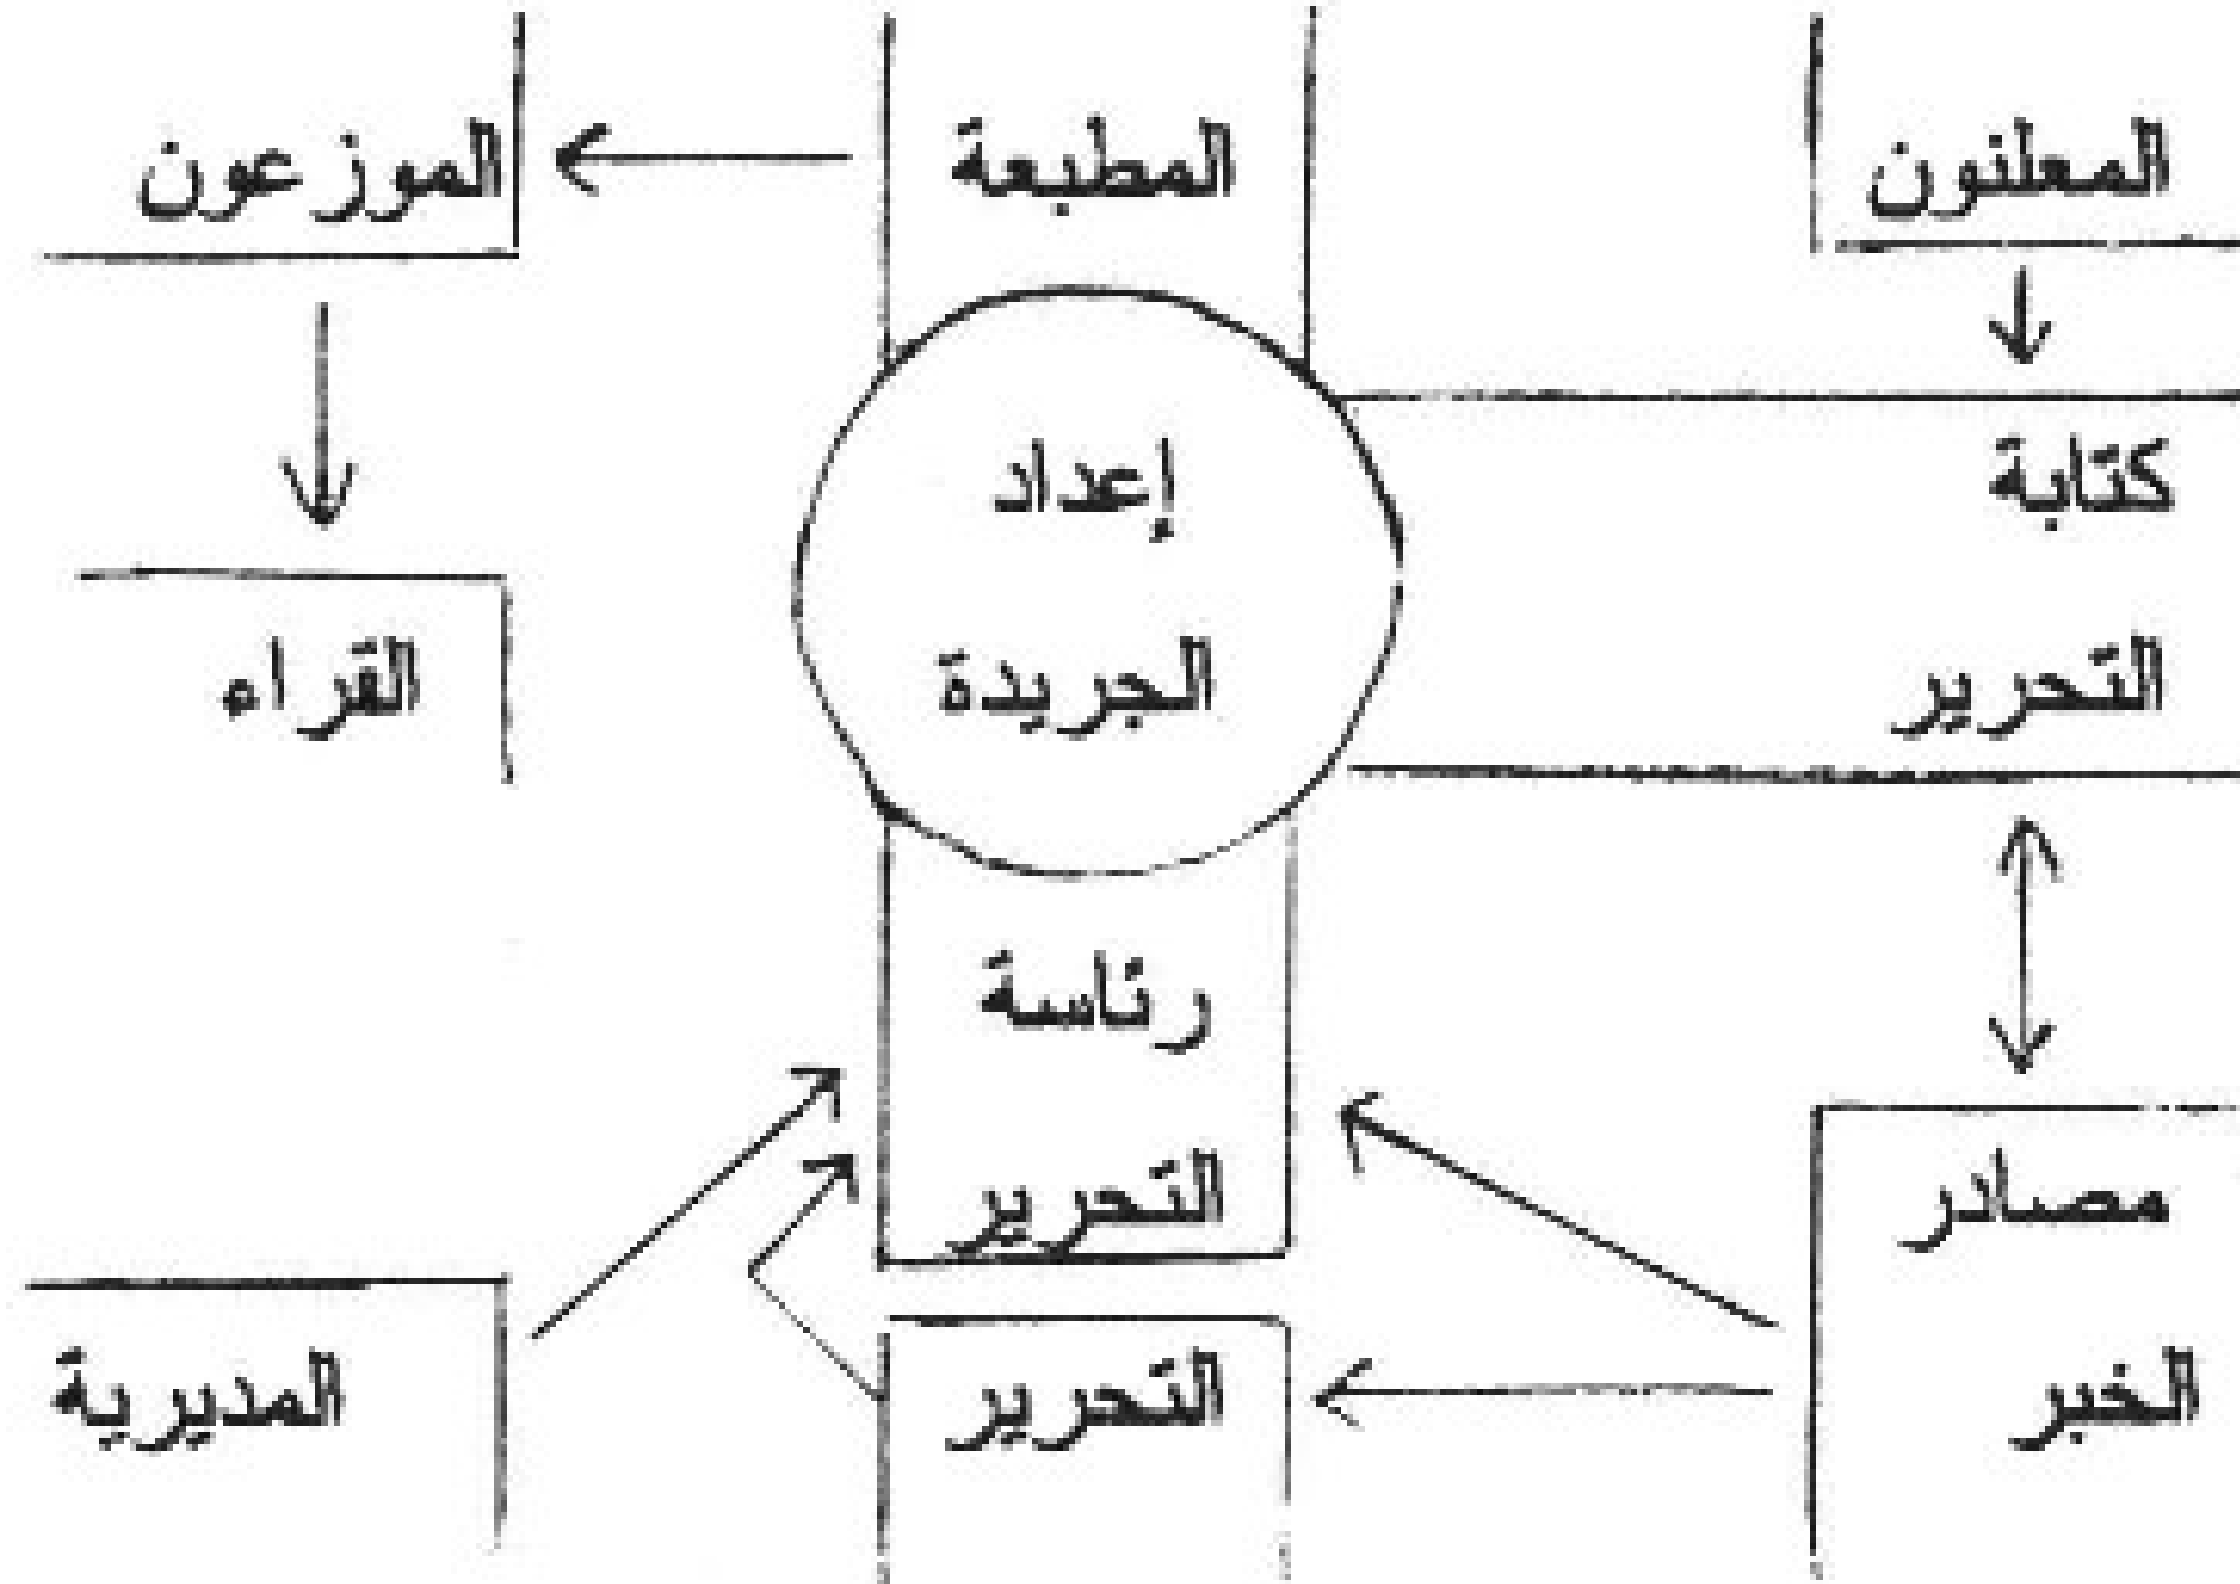 المعلنون
المطبعة
الموزعون
كتابة
التحرير
إعداد
الجريدة
القراء
رئاسة
التحرير
مصادر
الخبر
التحرير
المديرية